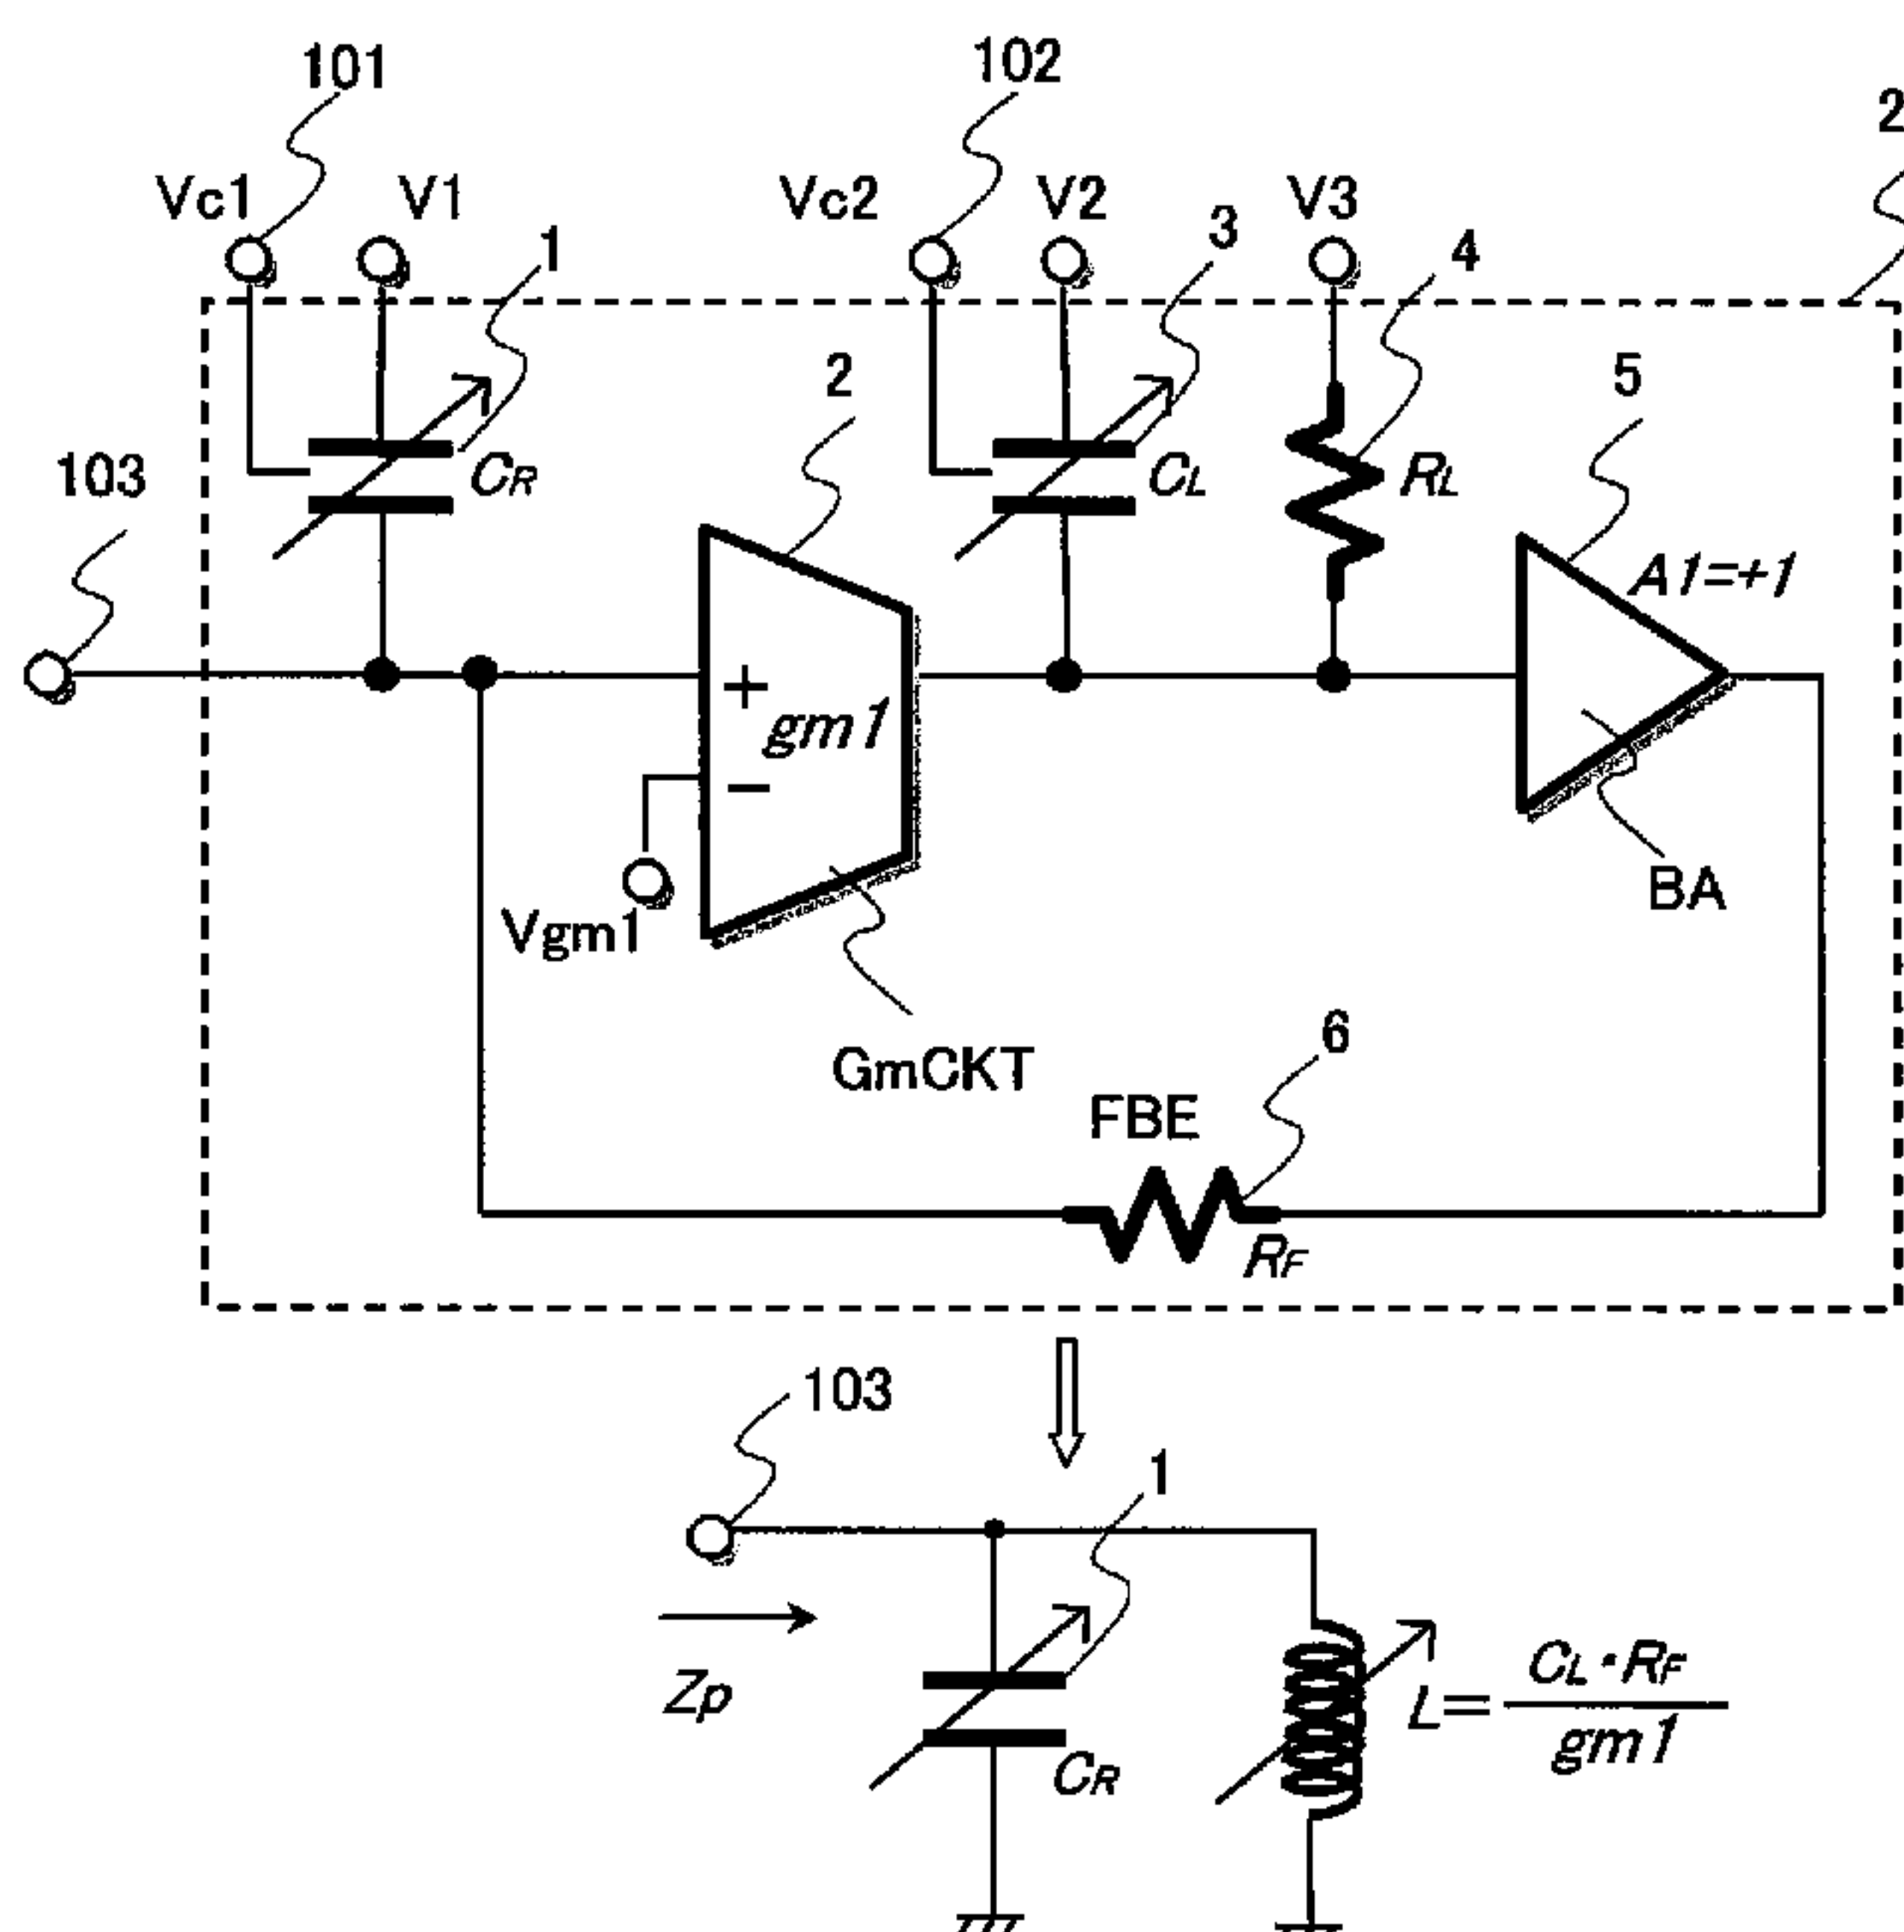 101
102
2
Vc1
V1
Vc2
V2
V3
1
3
4
2
5
103
CR
CL
RL
A1=+1
+
gm1
−
Vgm1
BA
GmCKT
6
FBE
RF
103
1
Zp
CR
L= CL・RF / gm1